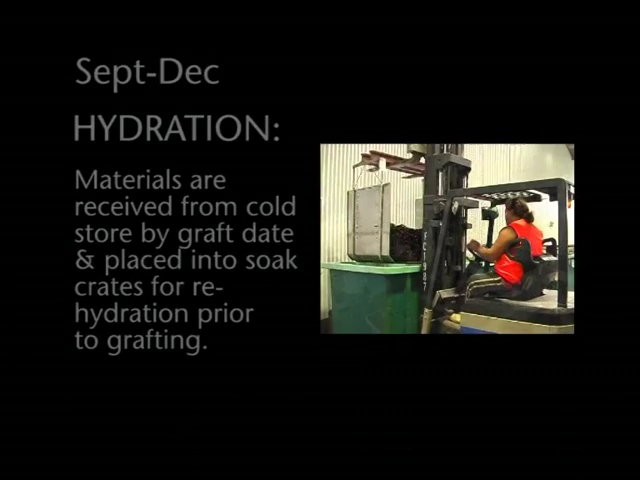 Sept-Dec
HYDRATION:
Materials are
received from cold
store by graft date
& placed into soak
crates for re-
hydration prior
to grafting.